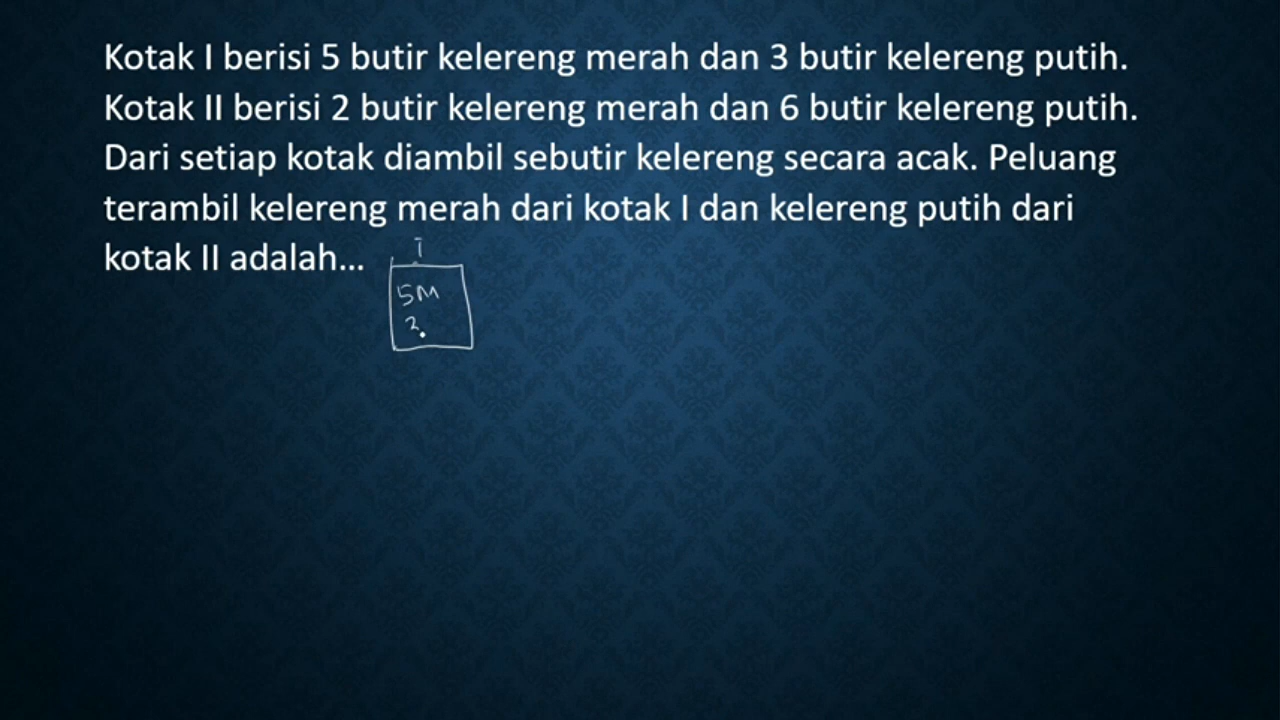 Kotak I berisi 5 butir kelereng merah dan 3 butir kelereng putih.
Kotak II berisi 2 butir kelereng merah dan 6 butir kelereng putih.
Dari setiap kotak diambil sebutir kelereng secara acak. Peluang
terambil kelereng merah dari kotak I dan kelereng putih dari
kotak II adalah...
I
5M